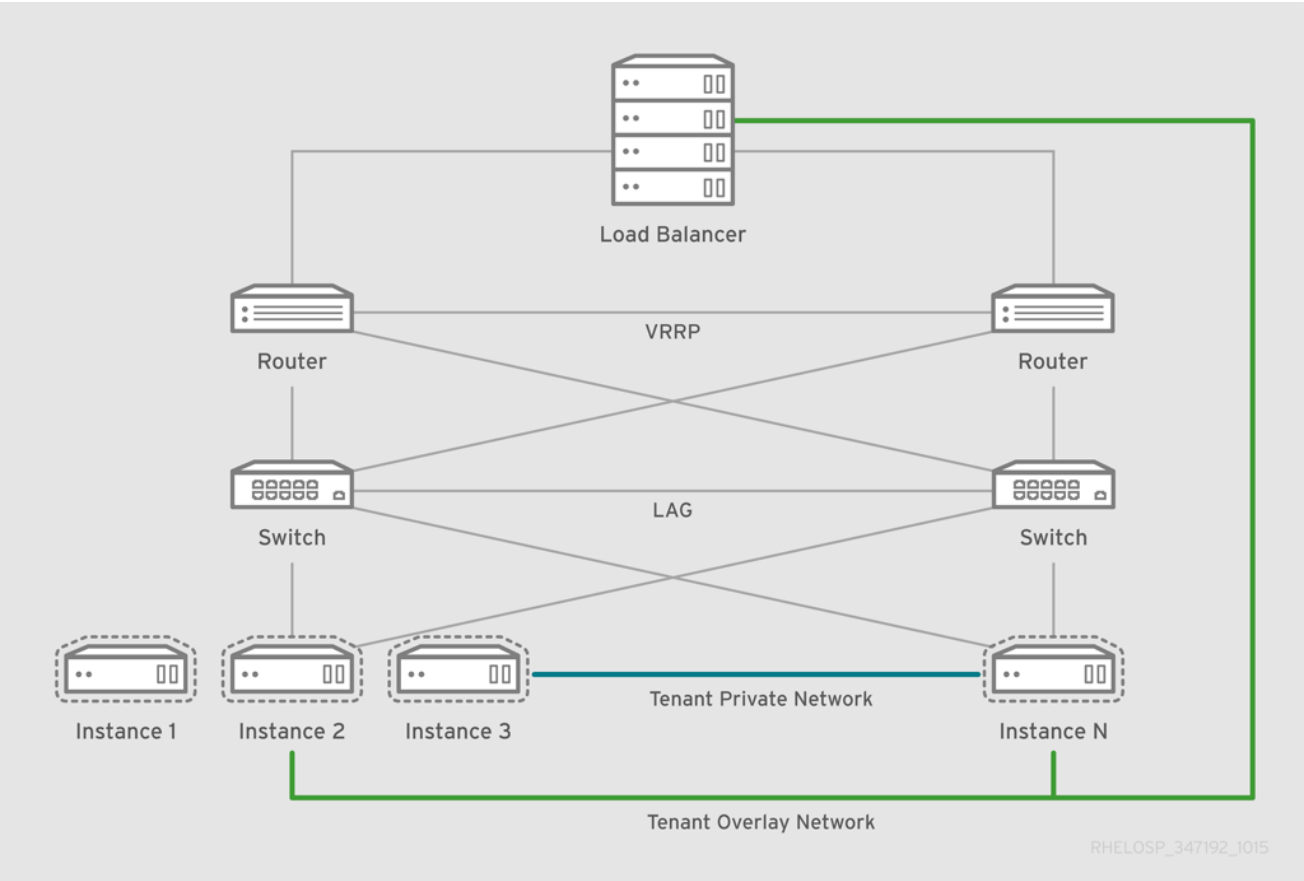 Load Balancer
VRRP
Router
Router
LAG
Switch
Switch
Tenant Private Network
Instance 1
Instance 2
Instance 3
Instance N
Tenant Overlay Network
RHELOSP_347192_1015